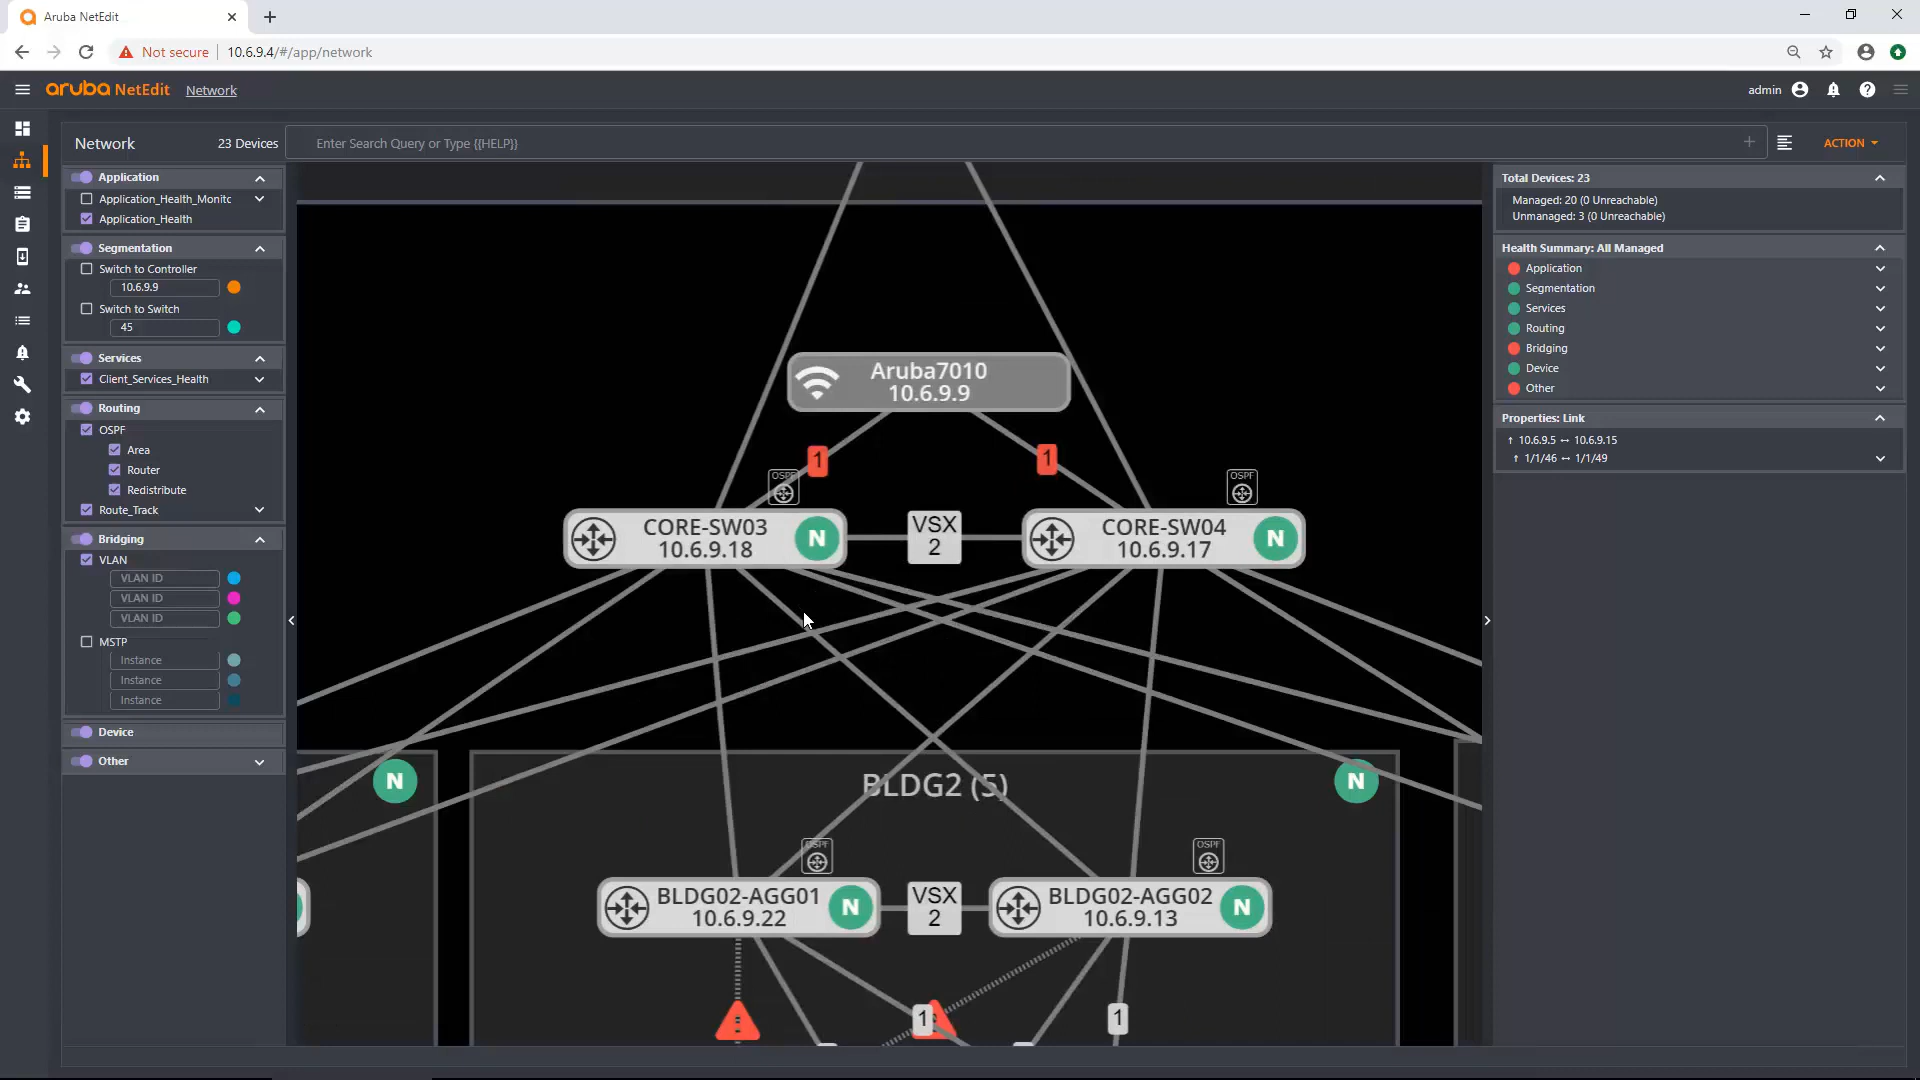 Aruba NetEdit
Not secure
10.6.9.4/#/app/network
aruba NetEdit
Network
admin
Network
23 Devices
Enter Search Query or Type {{HELP}}
ACTION
Application
Application_Health_Monitc
Application_Health
Segmentation
Switch to Controller
10.6.9.9
Switch to Switch
45
Services
Client_Services_Health
Routing
OSPF
Area
Router
Redistribute
Route_Track
Bridging
VLAN
VLAN ID
VLAN ID
VLAN ID
MSTP
Instance
Instance
Instance
Device
Other
Aruba7010
10.6.9.9
1
1
OSPF
OSPF
CORE-SW03
10.6.9.18
N
VSX
2
CORE-SW04
10.6.9.17
N
N
BLDG2 (5)
N
OSPF
OSPF
BLDG02-AGG01
10.6.9.22
N
VSX
2
BLDG02-AGG02
10.6.9.13
N
1
1
Total Devices: 23
Managed: 20 (0 Unreachable)
Unmanaged: 3 (0 Unreachable)
Health Summary: All Managed
Application
Segmentation
Services
Routing
Bridging
Device
Other
Properties: Link
↑ 10.6.9.5 ↔ 10.6.9.15
↑ 1/1/46 ↔ 1/1/49